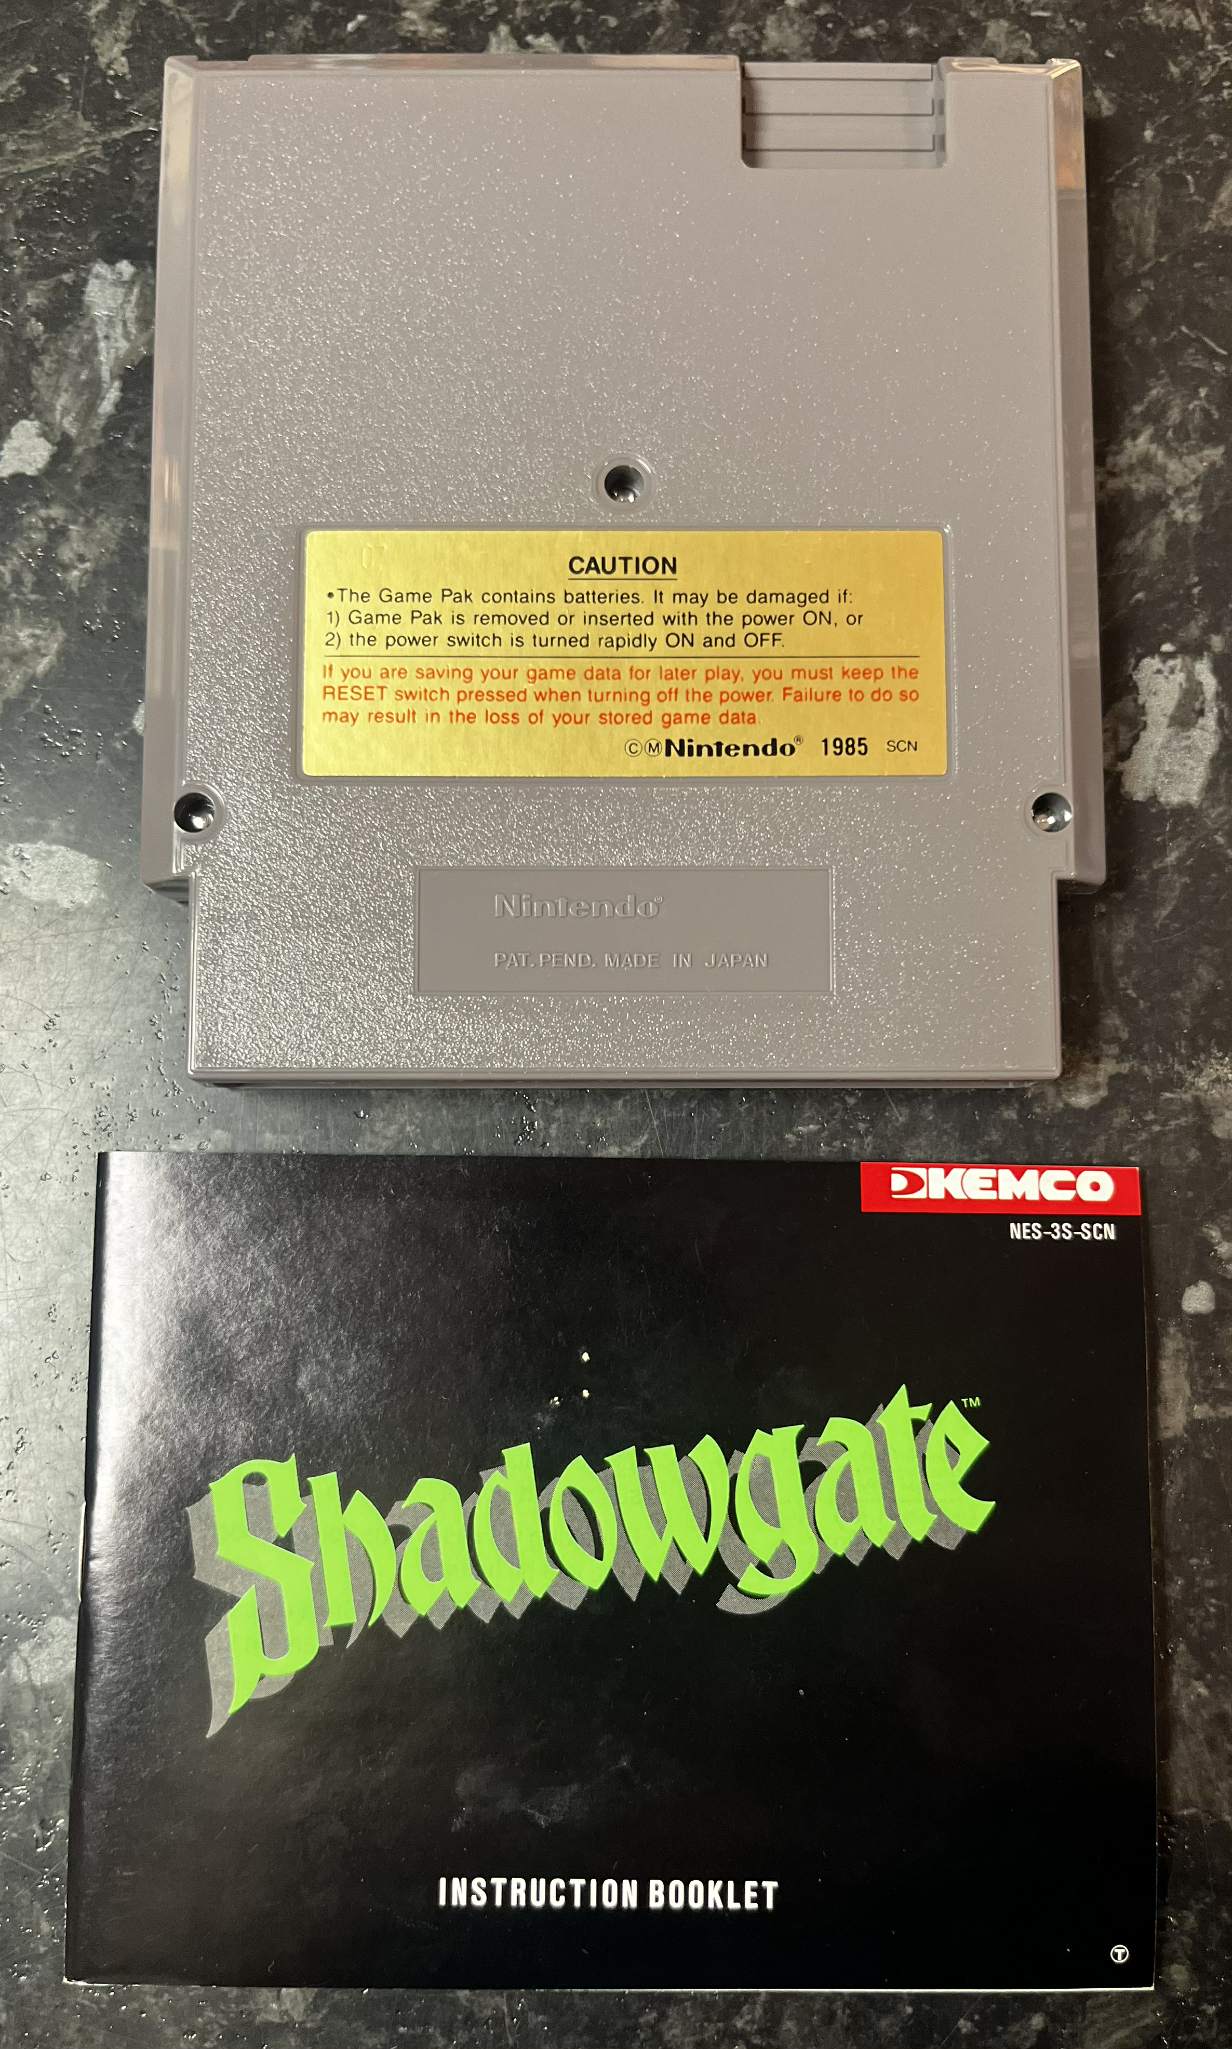 CAUTION
•The Game Pak contains batteries. It may be damaged if:
1) Game Pak is removed or inserted with the power ON, or
2) the power switch is turned rapidly ON and OFF.
If you are saving your game data for later play, you must keep the
RESET switch pressed when turning off the power. Failure to do so
may result in the loss of your stored game data.
ⒸⓂNintendo® 1985 SCN
Nintendo®
PAT. PEND. MADE IN JAPAN
KEMCO
NES-3S-SCN
Shadowgate™
INSTRUCTION BOOKLET
Ⓣ